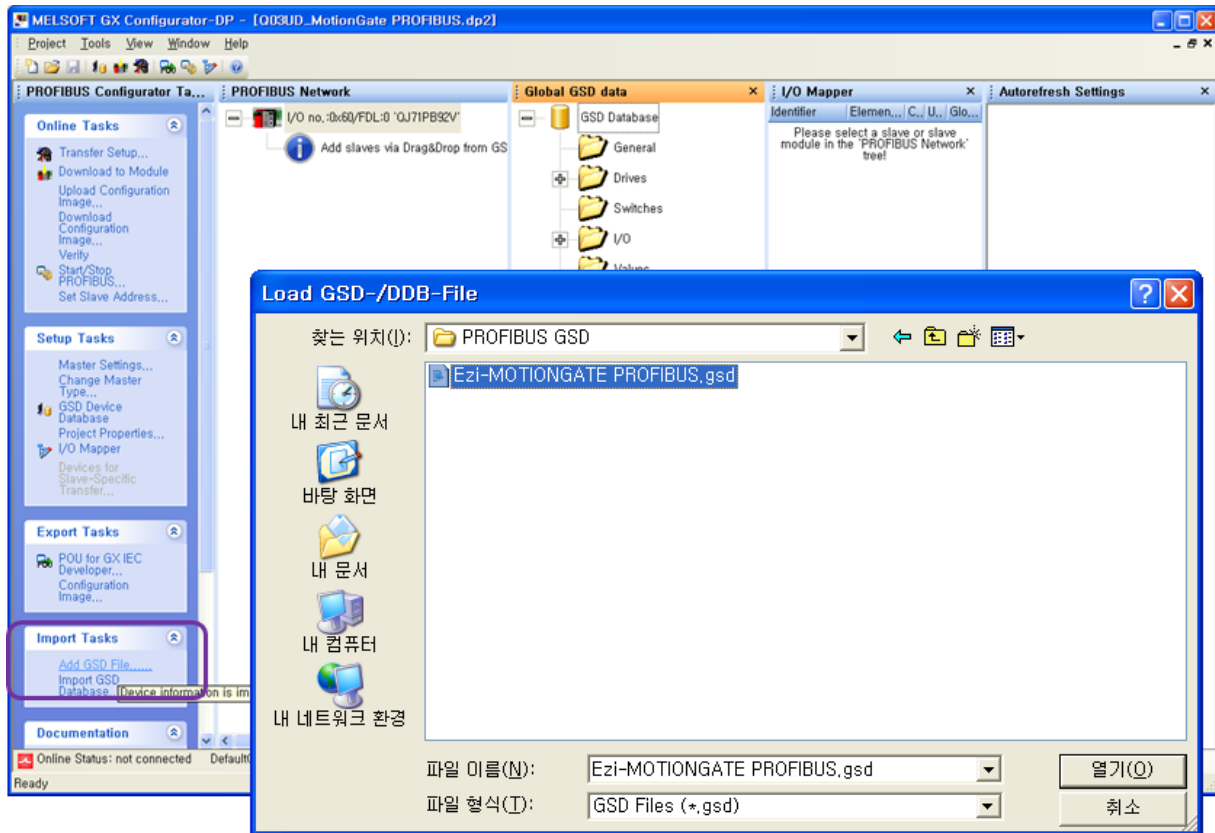 MELSOFT GX Configurator-DP - [Q03UD_MotionGate PROFIBUS.dp2]
Project Tools View Window Help
PROFIBUS Configurator Ta...
Online Tasks
Transfer Setup...
Download to Module
Upload Configuration
Image...
Download
Configuration
Image...
Verify
Start/Stop
PROFIBUS...
Set Slave Address...
Setup Tasks
Master Settings...
Change Master
Type...
GSD Device
Database
Project Properties...
I/O Mapper
Devices for
Slave-Specific
Transfer...
Export Tasks
POU for GX IEC
Developer...
Configuration
Image...
Import Tasks
Add GSD File......
Import GSD
Database...
Device information is im
Documentation
PROFIBUS Network
I/O no.:0x60/FDL:0 'QJ71PB92V'
Add slaves via Drag&Drop from GS
Global GSD data
GSD Database
General
Drives
Switches
I/O
Values
I/O Mapper
Identifier Elemen... C.. U.. Glo...
Please select a slave or slave
module in the 'PROFIBUS Network'
tree!
Autorefresh Settings
Load GSD-/DDB-File
찾는 위치(I): PROFIBUS GSD
Ezi-MOTIONGATE PROFIBUS.gsd
내 최근 문서
바탕 화면
내 문서
내 컴퓨터
내 네트워크 환경
파일 이름(N): Ezi-MOTIONGATE PROFIBUS.gsd 열기(O)
파일 형식(T): GSD Files (*.gsd) 취소
Online Status: not connected Default
Ready